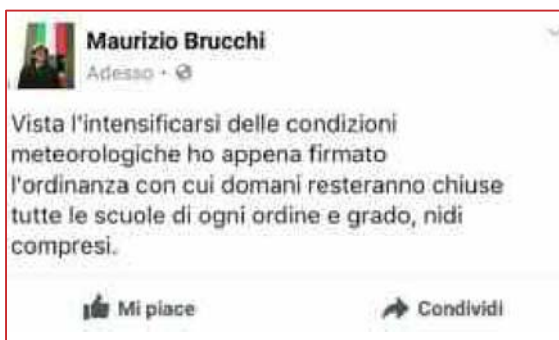 Maurizio Brucchi
Adesso ·
Vista l'intensificarsi delle condizioni
meteorologiche ho appena firmato
l'ordinanza con cui domani resteranno chiuse
tutte le scuole di ogni ordine e grado, nidi
compresi.
Mi piace Condividi